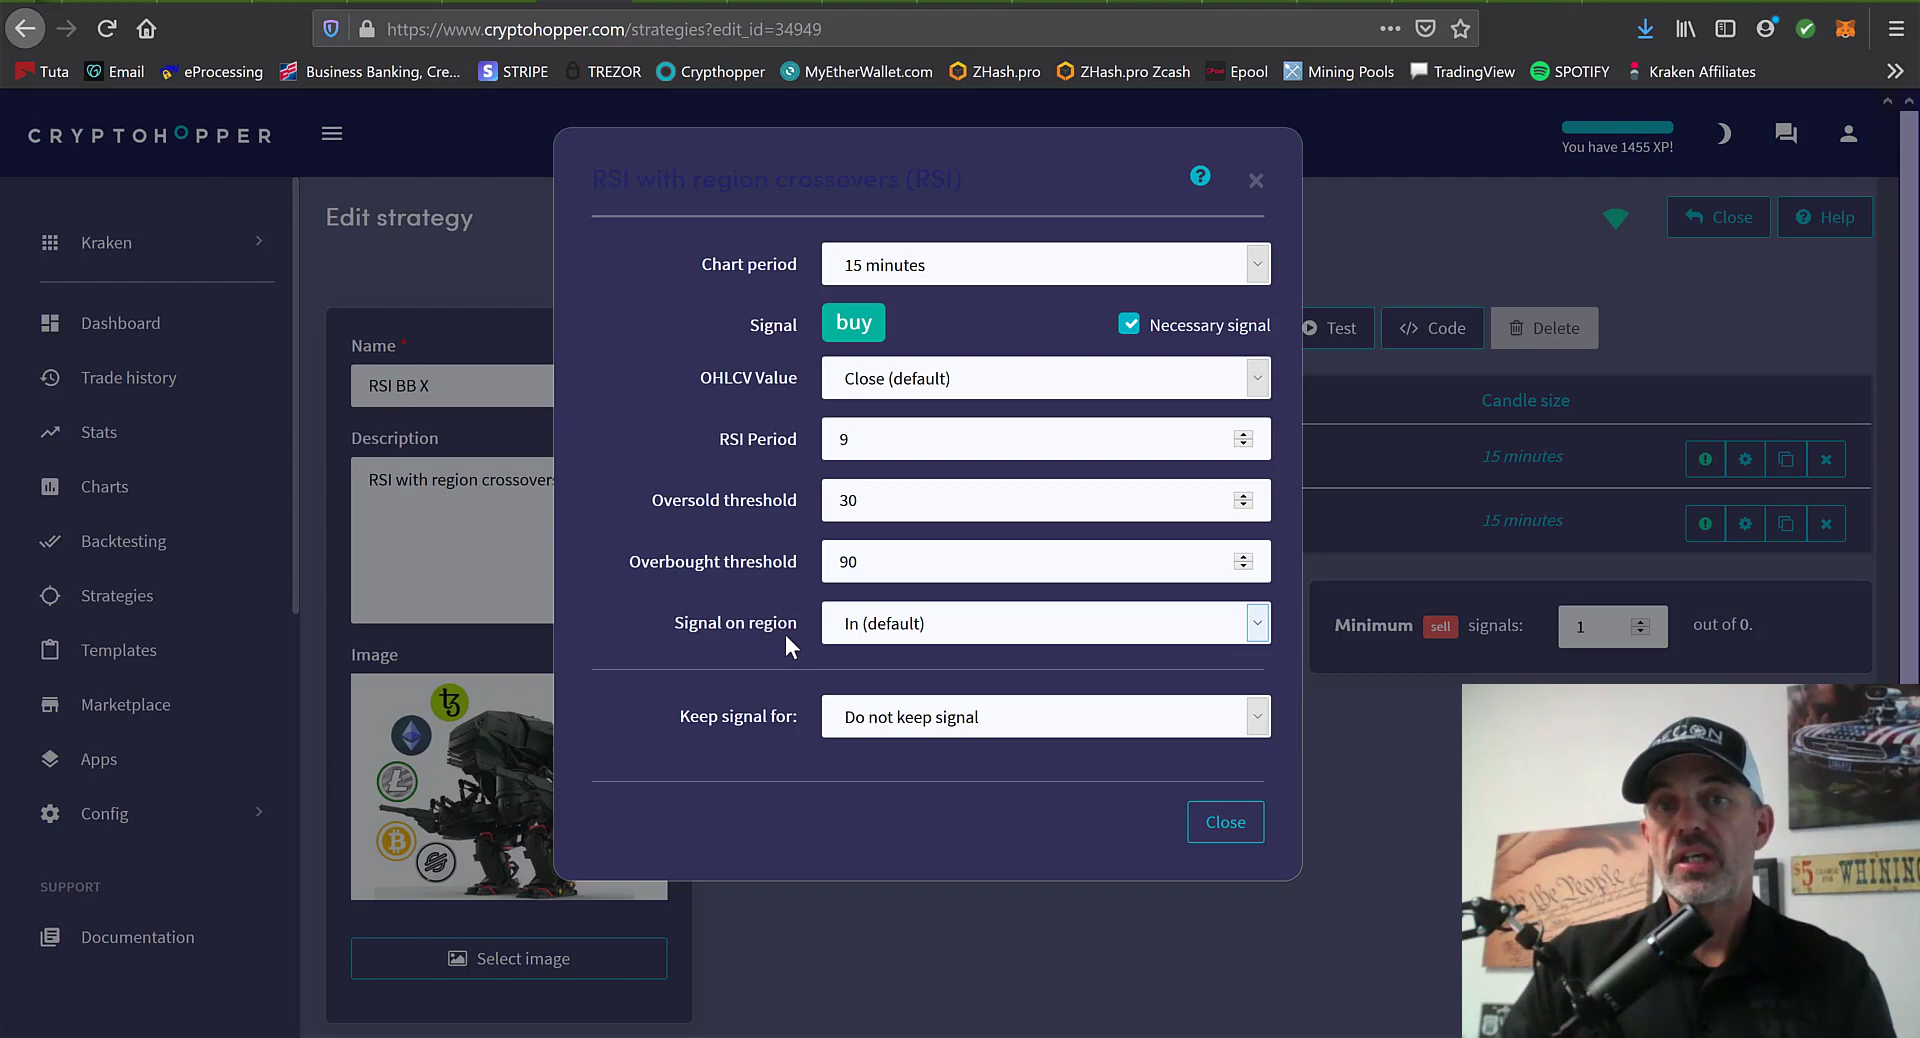 https://www.cryptohopper.com/strategies?edit_id=34949
Tuta
Email
eProcessing
Business Banking, Cre...
STRIPE
TREZOR
Crypthopper
MyEtherWallet.com
ZHash.pro
ZHash.pro Zcash
Epool
Mining Pools
TradingView
SPOTIFY
Kraken Affiliates
CRYPTOHOPPER
You have 1455 XP!
Kraken
Dashboard
Trade history
Stats
Charts
Backtesting
Strategies
Templates
Marketplace
Apps
Config
SUPPORT
Documentation
Edit strategy
Close
Help
Name *
RSI BB X
Description
RSI with region crossover
Image
Select image
RSI with region crossovers (RSI)
Chart period
15 minutes
Signal
buy
Necessary signal
OHLCV Value
Close (default)
RSI Period
9
Oversold threshold
30
Overbought threshold
90
Signal on region
In (default)
Keep signal for:
Do not keep signal
Close
Test
</> Code
Delete
Candle size
15 minutes
15 minutes
Minimum sell signals:
1
out of 0.
We the People
$5
WHINING